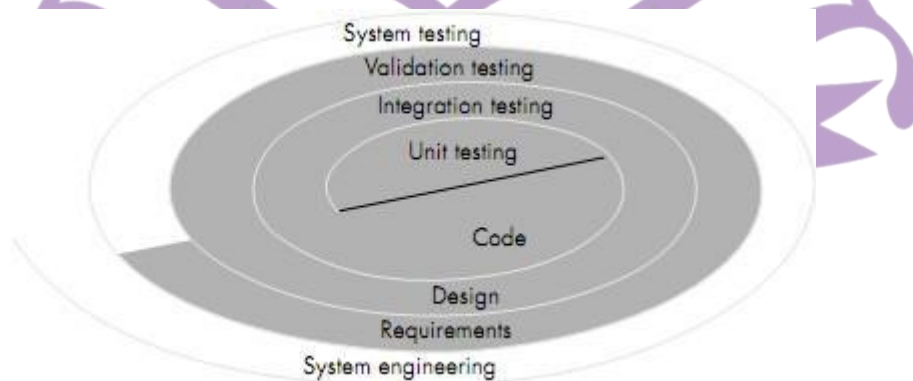 System testing
Validation testing
Integration testing
Unit testing
Code
Design
Requirements
System engineering